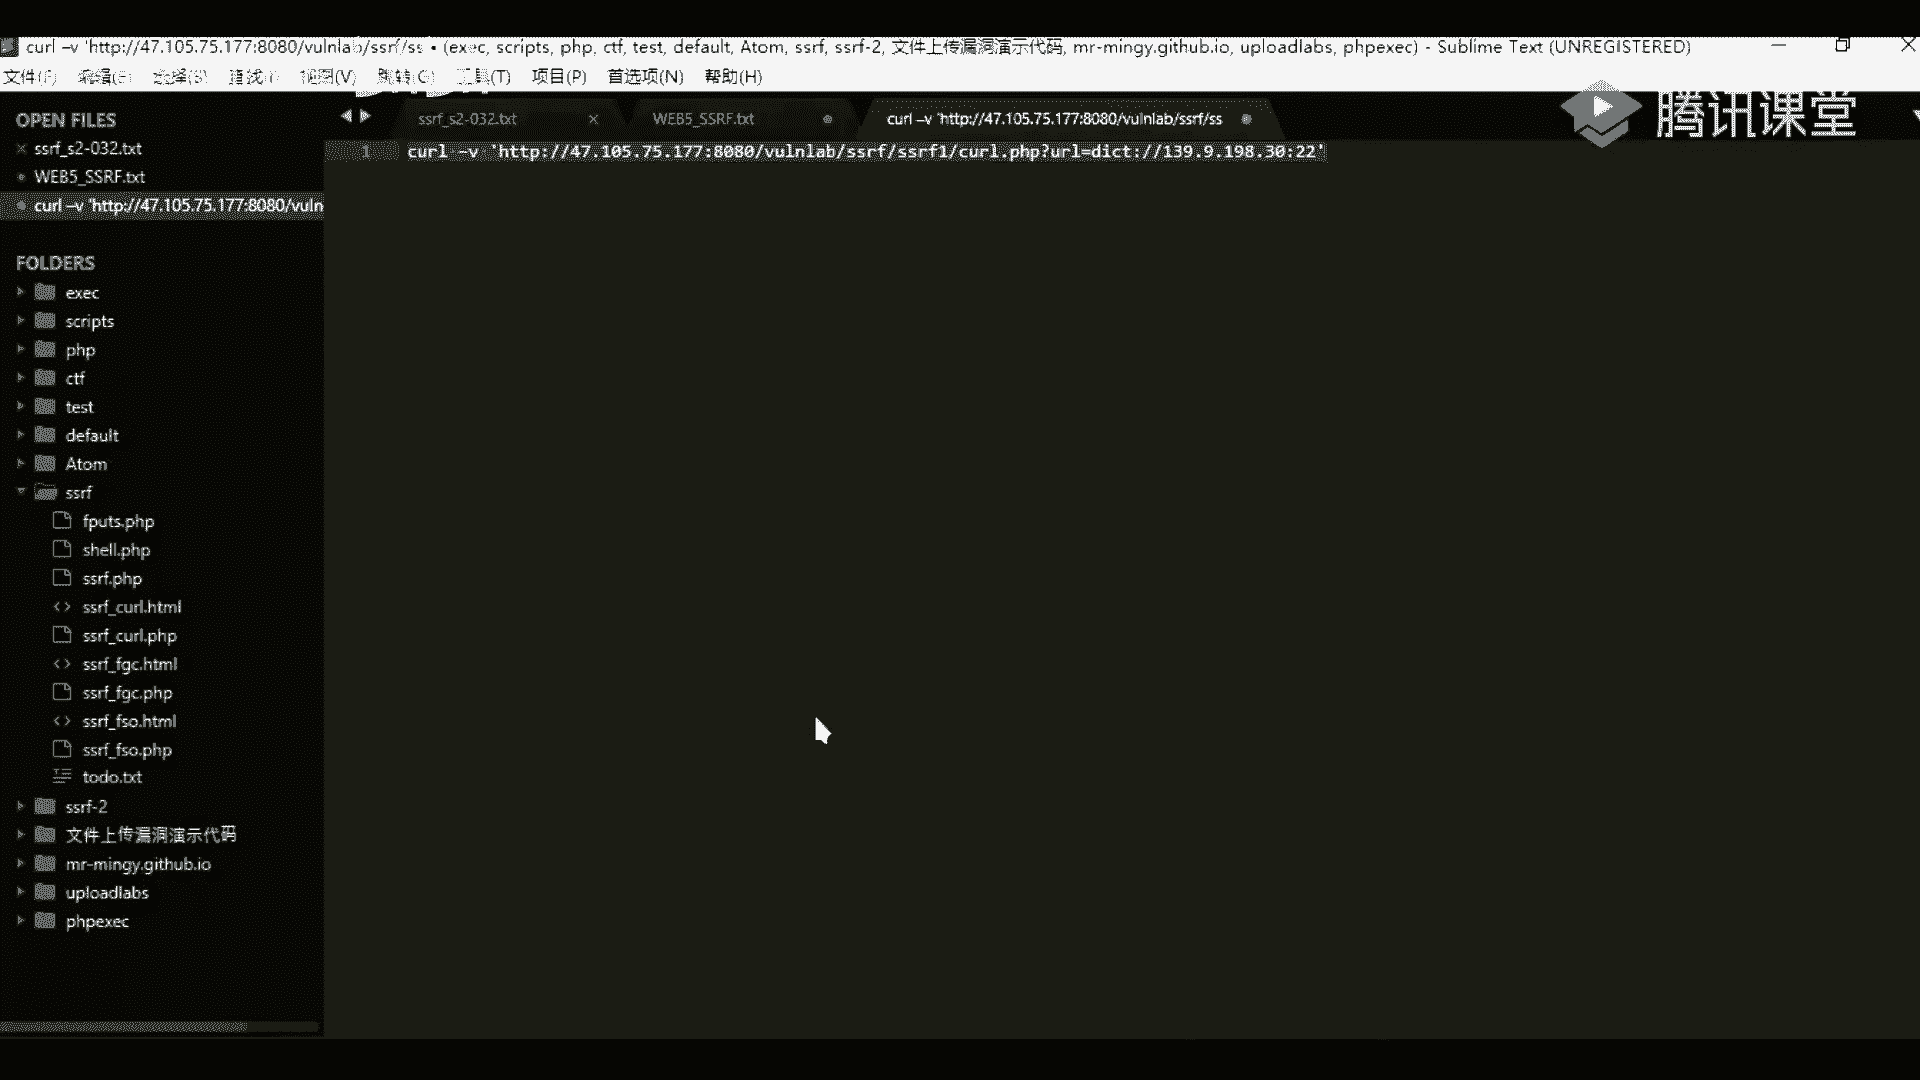 curl –v 'http://47.105.75.177:8080/vulnlab/ssrf/ss • (exec, scripts, php, ctf, test, default, Atom, ssrf, ssrf-2, 文件上传漏洞演示代码, mr-mingy.github.io, uploadlabs, phpexec) - Sublime Text (UNREGISTERED)
文件(F) 编辑(E) 选择(S) 查找(I) 视图(V) 跳转(G) 工具(T) 项目(P) 首选项(N) 帮助(H)
腾讯课堂
OPEN FILES
ssrf_s2-032.txt
WEB5_SSRF.txt
curl –v 'http://47.105.75.177:8080/vuln
FOLDERS
exec
scripts
php
ctf
test
default
Atom
ssrf
fputs.php
shell.php
ssrf.php
ssrf_curl.html
ssrf_curl.php
ssrf_fgc.html
ssrf_fgc.php
ssrf_fso.html
ssrf_fso.php
todo.txt
ssrf-2
文件上传漏洞演示代码
mr-mingy.github.io
uploadlabs
phpexec
ssrf_s2-032.txt WEB5_SSRF.txt curl –v 'http://47.105.75.177:8080/vulnlab/ssrf/ss
1 curl –v 'http://47.105.75.177:8080/vulnlab/ssrf/ssrf1/curl.php?url=dict://139.9.198.30:22'